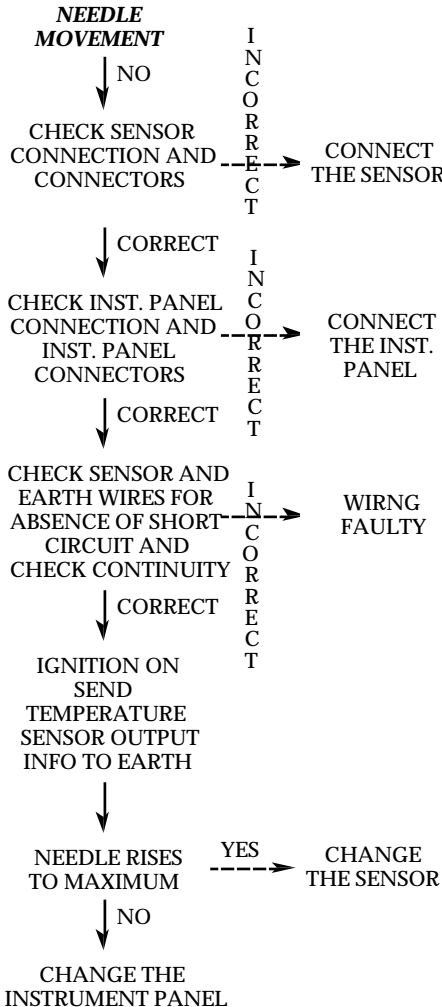 NEEDLE
MOVEMENT
NO
CHECK SENSOR
CONNECTION AND
CONNECTORS
INCORRECT
CONNECT
THE SENSOR
CORRECT
CHECK INST. PANEL
CONNECTION AND
INST. PANEL
CONNECTORS
INCORRECT
CONNECT
THE INST.
PANEL
CORRECT
CHECK SENSOR AND
EARTH WIRES FOR
ABSENCE OF SHORT
CIRCUIT AND
CHECK CONTINUITY
INCORRECT
WIRNG
FAULTY
CORRECT
IGNITION ON
SEND
TEMPERATURE
SENSOR OUTPUT
INFO TO EARTH
NEEDLE RISES
TO MAXIMUM
YES
CHANGE
THE SENSOR
NO
CHANGE THE
INSTRUMENT PANEL